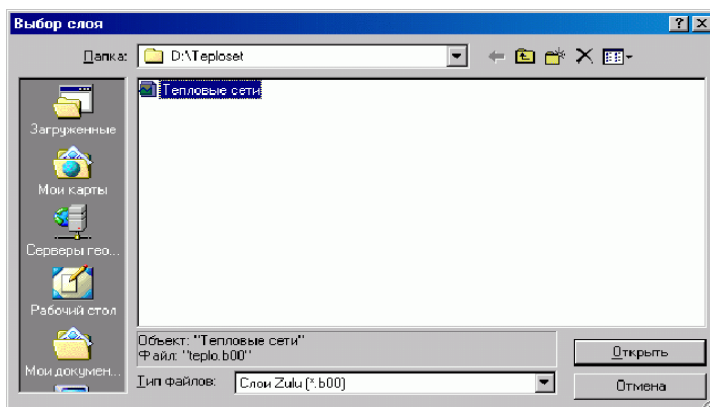 Выбор слоя
Папка: D:\Teploset
Тепловые сети
Загруженные
Мои карты
Серверы гео...
Рабочий стол
Мои докумен...
Объект: "Тепловые сети"
Файл: "teplo.b00"
Открыть
Тип файлов: Слои Zulu (*.b00)
Отмена